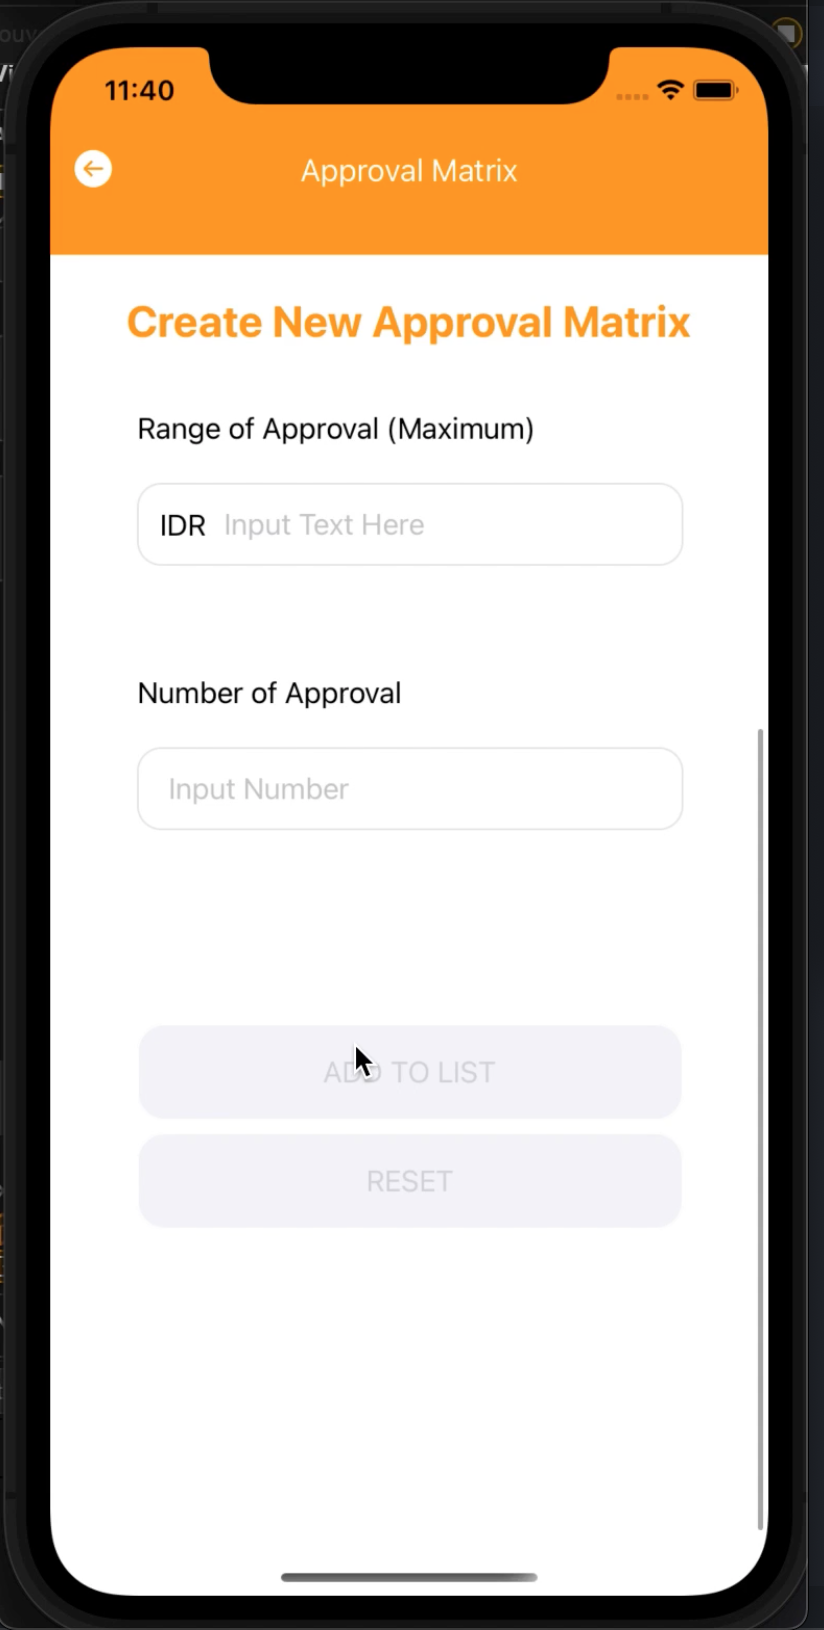 11:40
Approval Matrix
Create New Approval Matrix
Range of Approval (Maximum)
IDR Input Text Here
Number of Approval
Input Number
ADD TO LIST
RESET